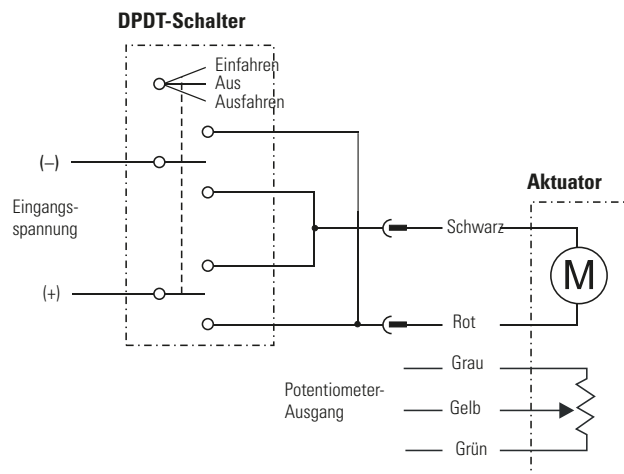 DPDT-Schalter
Einfahren
Aus
Ausfahren
(–)
Eingangs-
spannung
(+)
Aktuator
Schwarz
M
Rot
Grau
Potentiometer-
Ausgang
Gelb
Grün